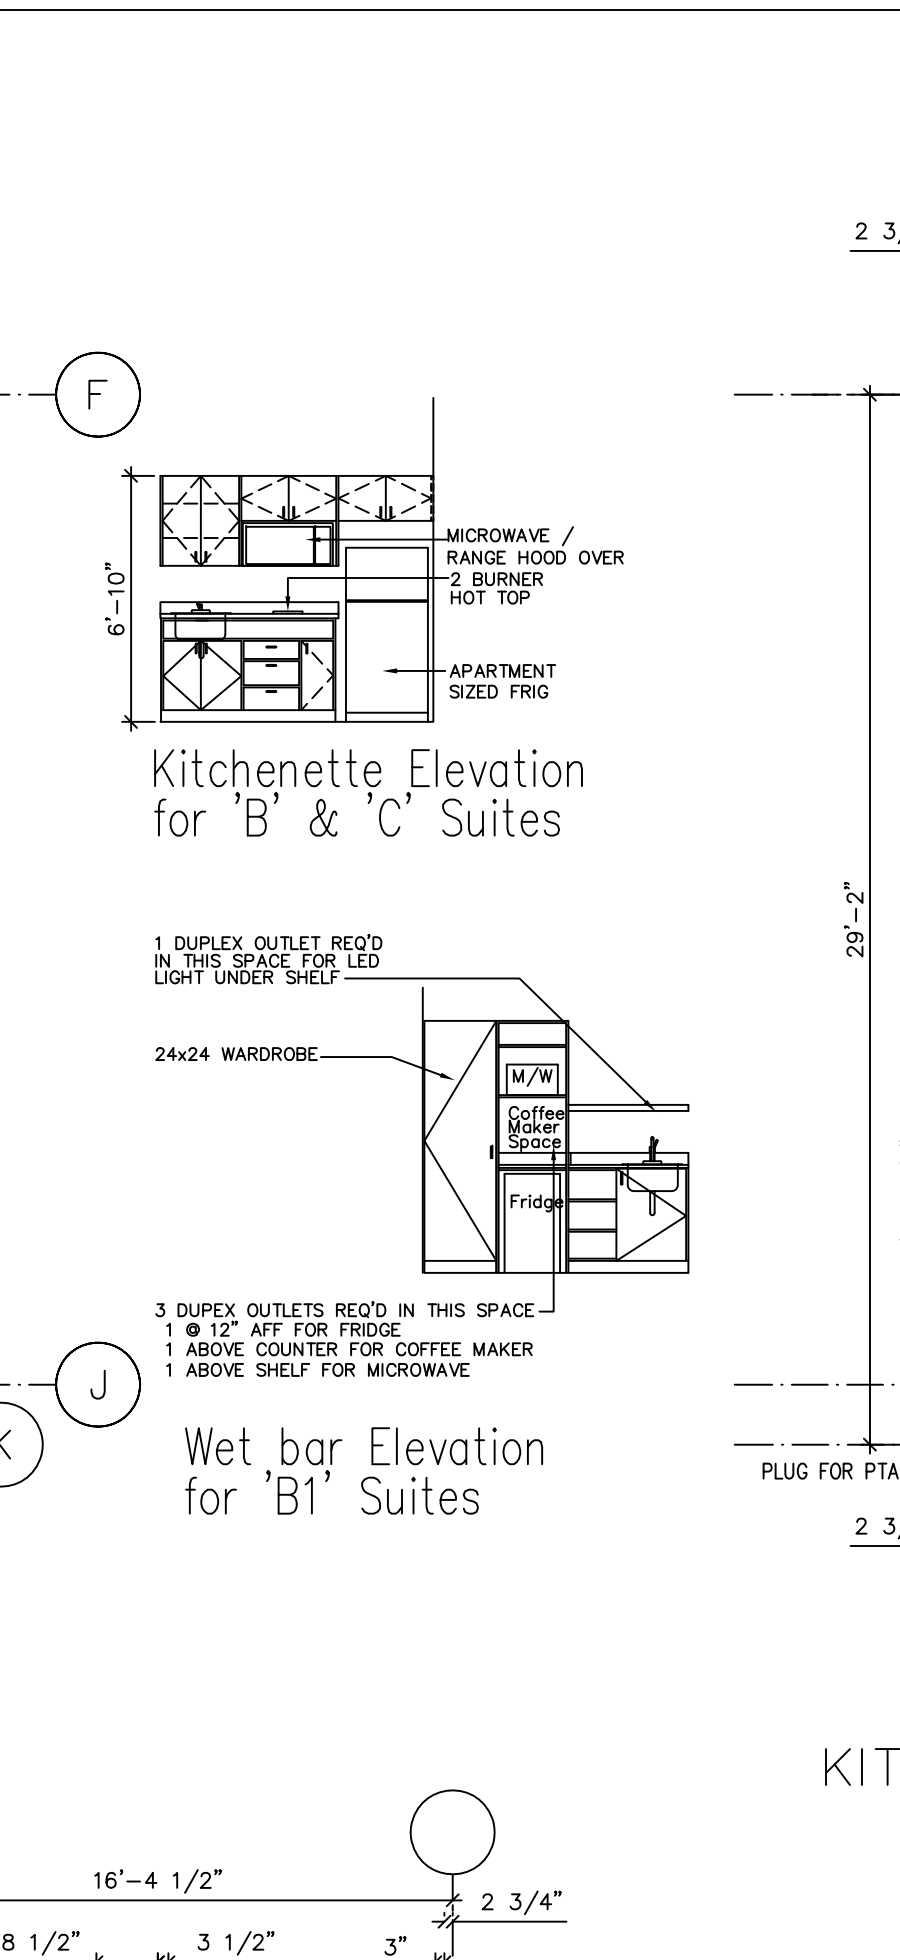 2 3/
F
6'-10"
MICROWAVE /
RANGE HOOD OVER
2 BURNER
HOT TOP
APARTMENT
SIZED FRIG
Kitchenette Elevation
for 'B' & 'C' Suites
29'-2"
1 DUPLEX OUTLET REQ'D
IN THIS SPACE FOR LED
LIGHT UNDER SHELF
24x24 WARDROBE
M/W
Coffee
Maker
Space
Fridge
3 DUPEX OUTLETS REQ'D IN THIS SPACE
1 @ 12" AFF FOR FRIDGE
1 ABOVE COUNTER FOR COFFEE MAKER
1 ABOVE SHELF FOR MICROWAVE
J
K
Wet bar Elevation
for 'B1' Suites
PLUG FOR PTA
2 3/
KIT
16'-4 1/2"
2 3/4"
8 1/2"
3 1/2"
3"